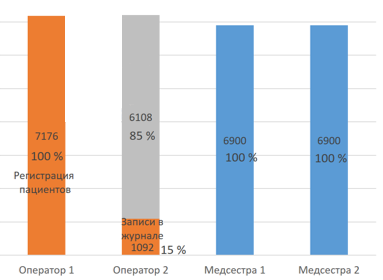 6108
85 %
7176
100 %
6900
100 %
6900
100 %
Регистрация
пациентов
Записи в
журнале
1092 15 %
Оператор 1 Оператор 2 Медсестра 1 Медсестра 2